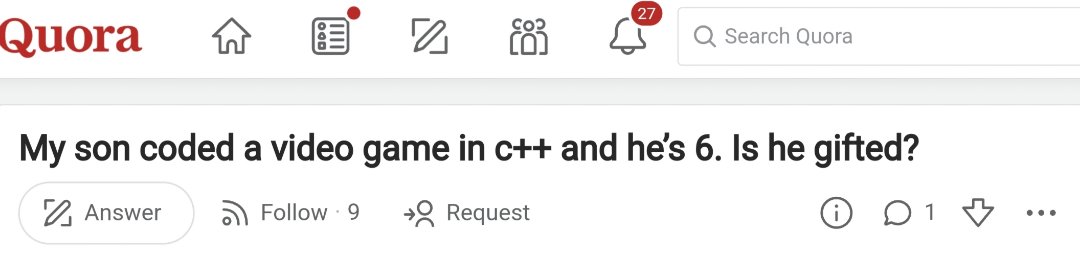 Quora 27 Search Quora
My son coded a video game in c++ and he’s 6. Is he gifted?
Answer Follow · 9 Request 1